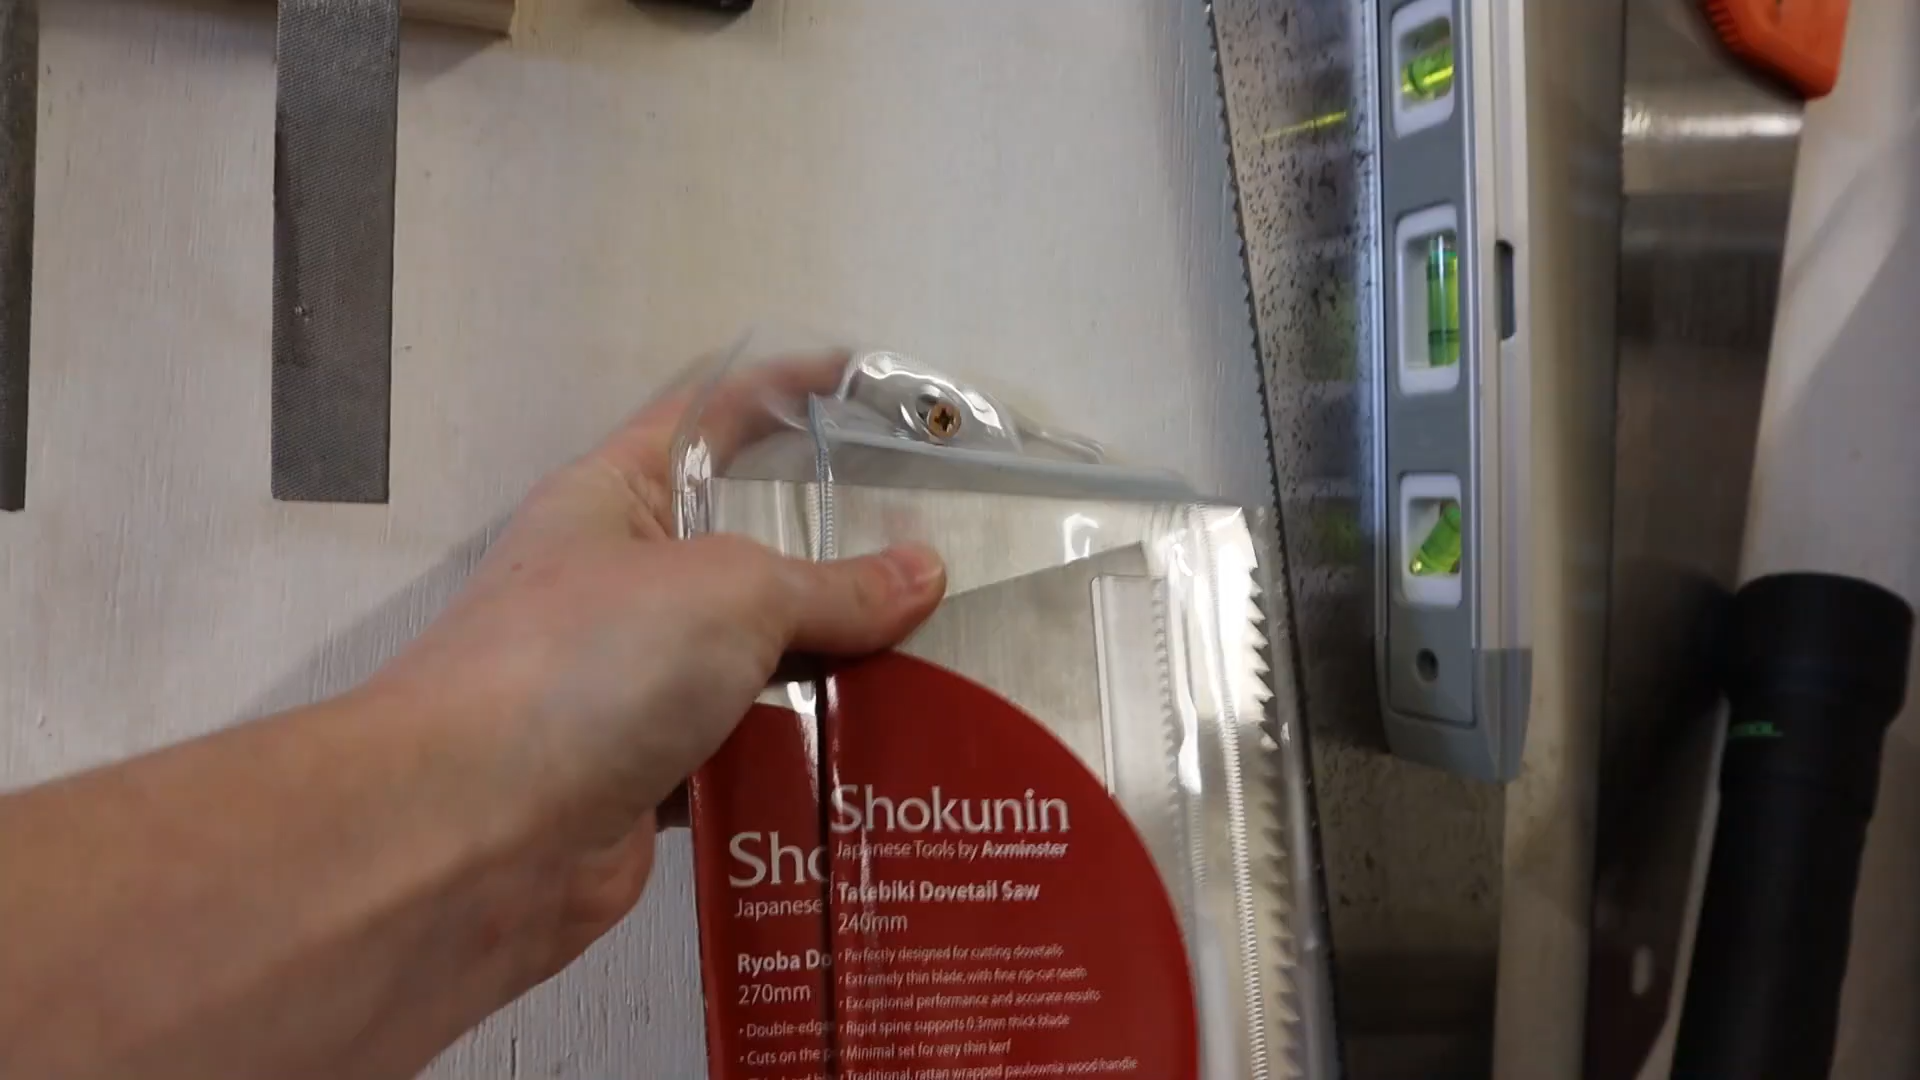 Shokunin
Japanese Tools by Axminster
Tatebiki Dovetail Saw
240mm
• Perfectly designed for cutting dovetails
• Extremely thin blade, with fine rip-cut teeth
• Exceptional performance and accurate results
• Rigid spine supports 0.3mm thick blade
• Minimal set for very thin kerf
• Traditional, rattan wrapped paulownia wood handle
Sho
Japanese
Ryoba Do
270mm
• Double-edge
• Cuts on the p